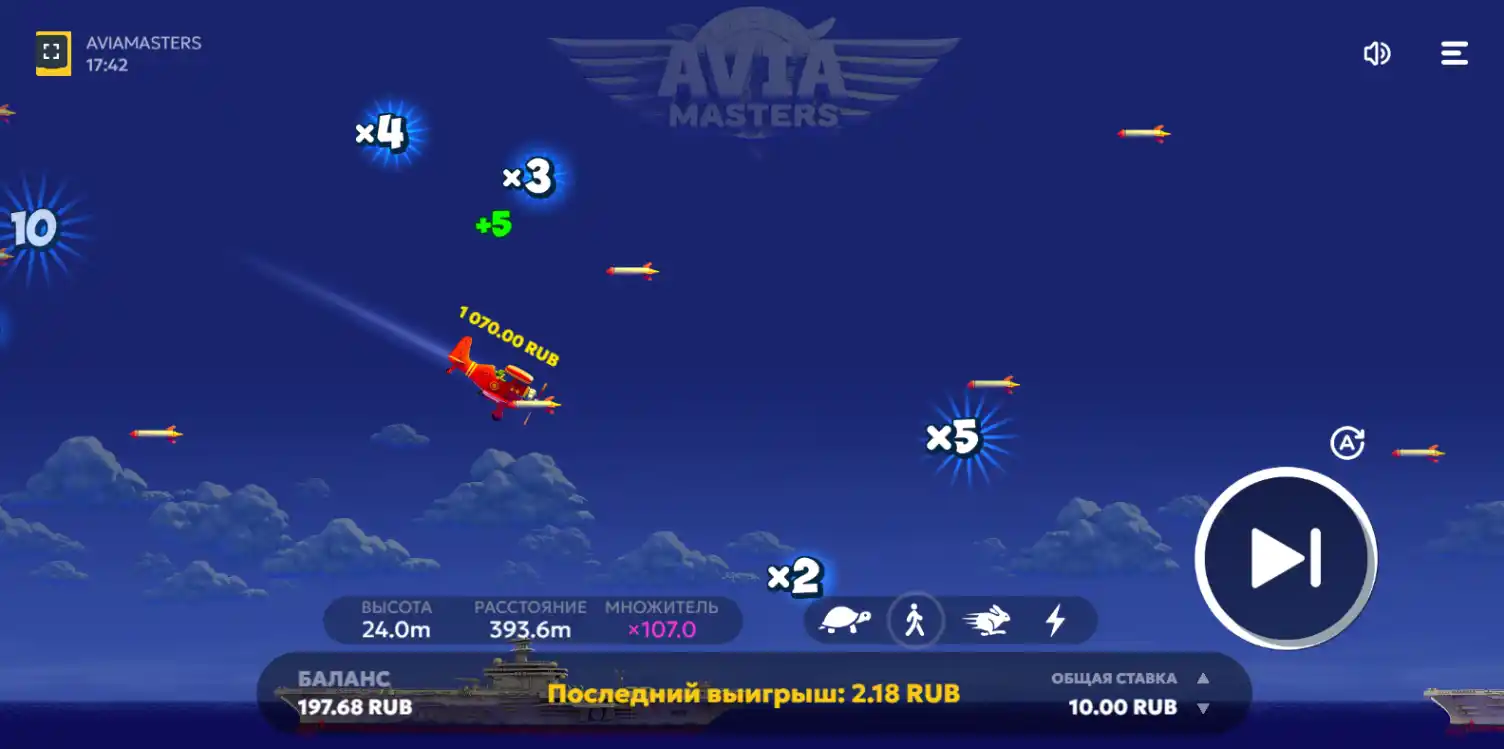 AVIAMASTERS
17:42
AVIA
MASTERS
×4
×3
+5
10
1 070.00 RUB
×5
A
×2
ВЫСОТА
24.0m
РАССТОЯНИЕ
393.6m
МНОЖИТЕЛЬ
×107.0
БАЛАНС
197.68 RUB
Последний выигрыш: 2.18 RUB
ОБЩАЯ СТАВКА
10.00 RUB